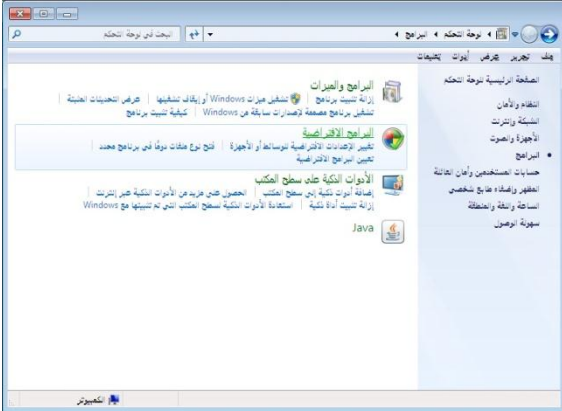 لوحة التحكم ◂ البرامج ◂
البحث في لوحة التحكم
ملف تحرير عرض أدوات تعليمات
الصفحة الرئيسية للوحة التحكم
النظام والأمان
الشبكة وإنترنت
الأجهزة والصوت
البرامج
حسابات المستخدمين وأمان العائلة
المظهر وإضفاء طابع شخصي
الساعة واللغة والمنطقة
سهولة الوصول
البرامج والميزات
إزالة تثبيت برنامج | تشغيل ميزات Windows أو إيقاف تشغيلها | عرض التحديثات المثبتة
تشغيل برنامج مصممة لإصدارات سابقة من Windows | كيفية تثبيت برنامج
البرامج الافتراضية
تغيير الإعدادات الافتراضية للوسائط أو الأجهزة | فتح نوع ملفات دومًا في برنامج محدد
تعيين البرامج الافتراضية
الأدوات الذكية على سطح المكتب
إضافة أدوات ذكية إلى سطح المكتب | الحصول على مزيد من الأدوات الذكية عبر إنترنت
إزالة تثبيت أداة ذكية | استعادة الأدوات الذكية لسطح المكتب التي تم تثبيتها مع Windows
Java
الكمبيوتر